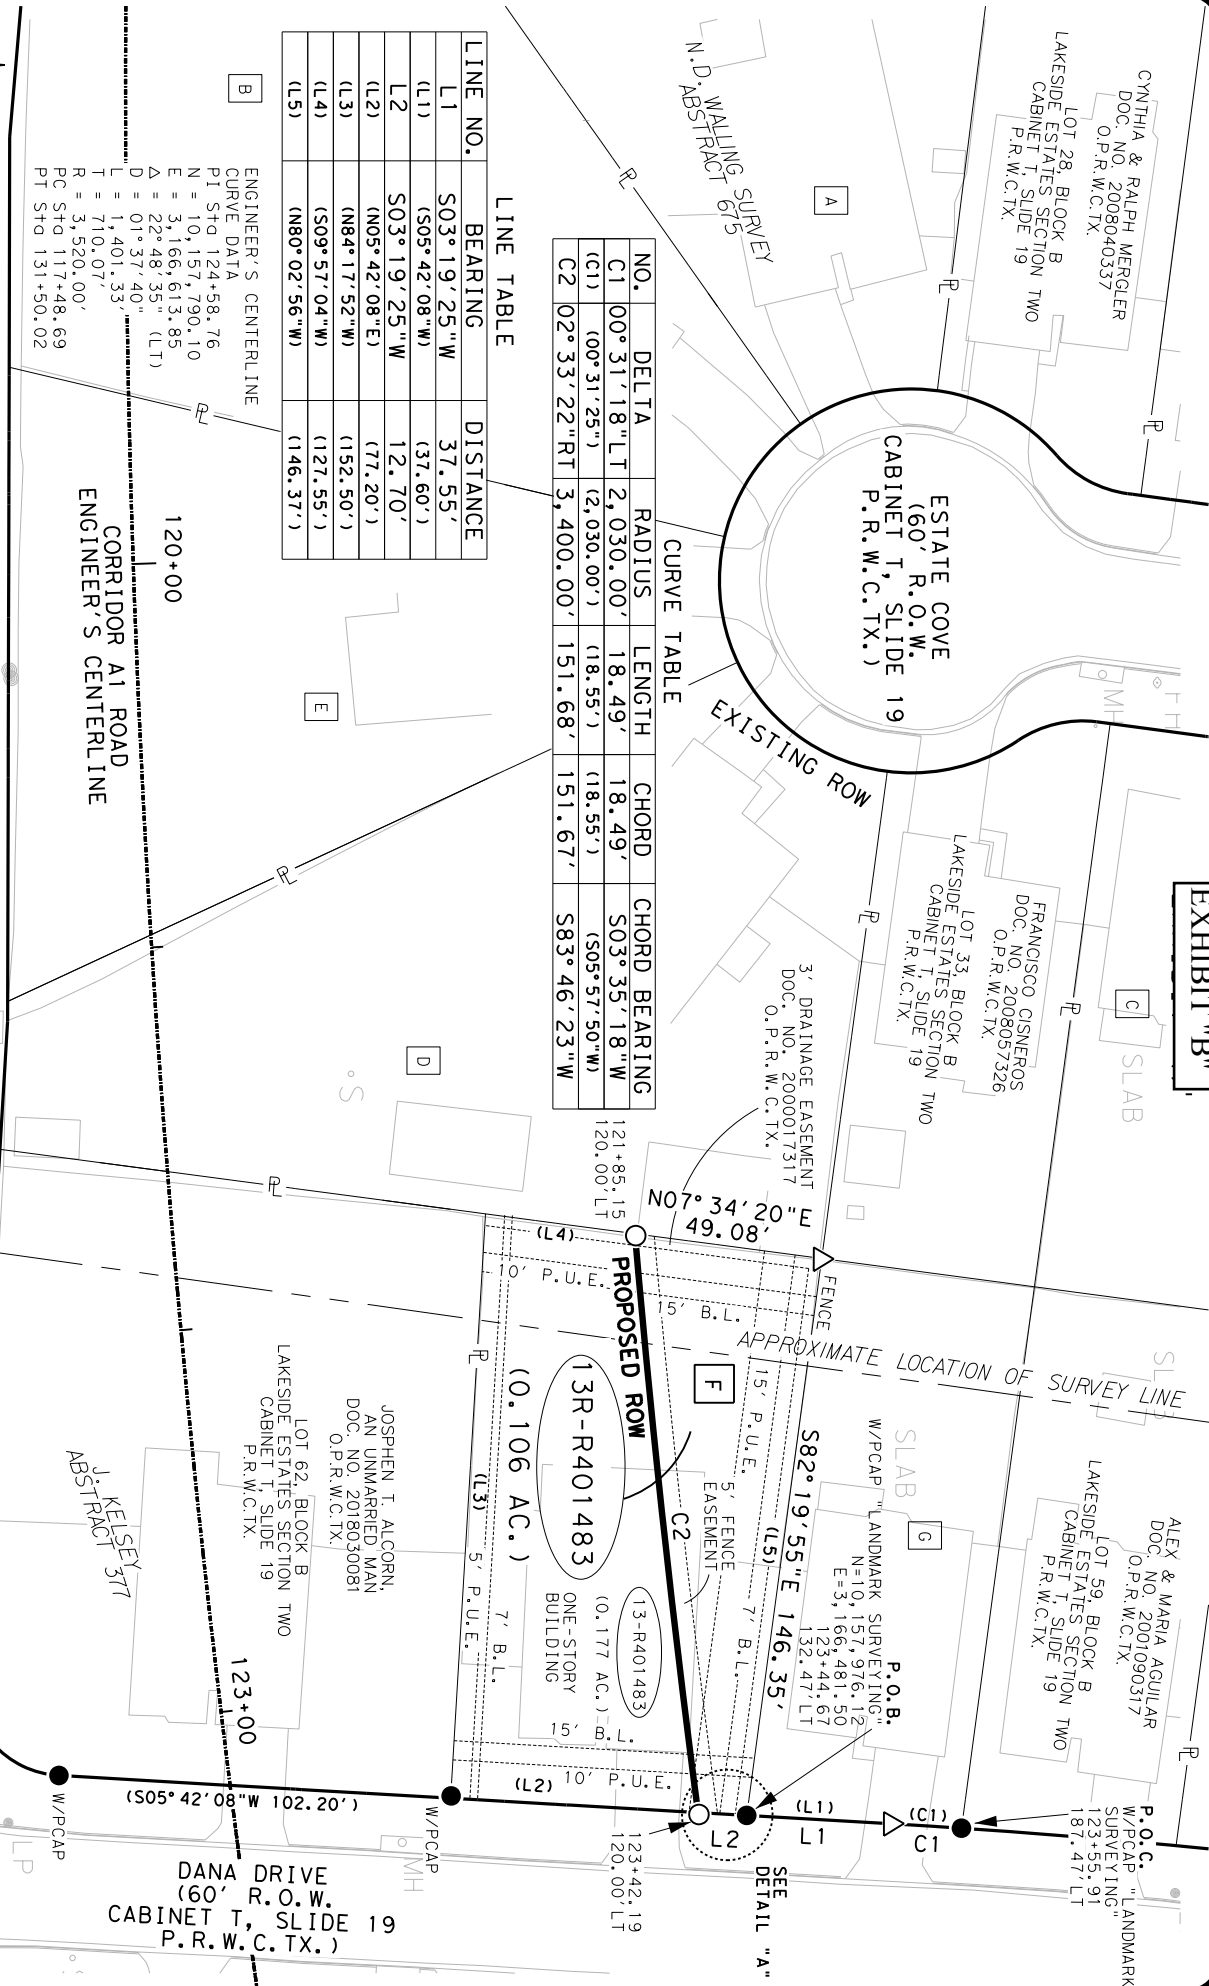 EXHIBIT "B"
CYNTHIA & RALPH MERGLER
DOC. NO. 2008040337
O.P.R.W.C.TX.
LOT 28, BLOCK B
LAKESIDE ESTATES SECTION TWO
CABINET T, SLIDE 19
P.R.W.C.TX.
N.D. WALLING SURVEY
ABSTRACT 675
A
ESTATE COVE
(60' R.O.W.
CABINET T, SLIDE 19
P.R.W.C.TX.)
EXISTING ROW
MH
FH
FRANCISCO CISNEROS
DOC. NO. 2008057326
O.P.R.W.C.TX.
LOT 33, BLOCK B
LAKESIDE ESTATES SECTION TWO
CABINET T, SLIDE 19
P.R.W.C.TX.
C
SLAB
LINE TABLE
LINE NO. BEARING DISTANCE
L1 S03°19'25"W 37.55'
(L1) (S05°42'08"W) (37.60')
L2 S03°19'25"W 12.70'
(L2) (N05°42'08"E) (77.20')
(L3) (N84°17'52"W) (152.50')
(L4) (S09°57'04"W) (127.55')
(L5) (N80°02'56"W) (146.37')
CURVE TABLE
NO. DELTA RADIUS LENGTH CHORD CHORD BEARING
C1 00°31'18"LT 2,030.00' 18.49' 18.49' S03°35'18"W
(C1) (00°31'25") (2,030.00') (18.55') (18.55') (S05°57'50"W)
C2 02°33'22"RT 3,400.00' 151.68' 151.67' S83°46'23"W
B
ENGINEER'S CENTERLINE
CURVE DATA
PI Sta 124+58.76
N = 10,157,790.10
E = 3,166,613.85
Δ = 22°48'35" (LT)
D = 01°37'40"
L = 1,401.33'
T = 710.07'
R = 3,520.00'
PC Sta 117+48.69
PT Sta 131+50.02
120+00
CORRIDOR A1 ROAD
ENGINEER'S CENTERLINE
E
D
S
3' DRAINAGE EASEMENT
DOC. NO. 2000017317
O.P.R.W.C.TX.
121+85.15
120.00'LT
N07°34'20"E
49.08'
(L4)
PROPOSED ROW
10' P.U.E.
15' B.L.
FENCE
APPROXIMATE LOCATION OF SURVEY LINE
F
15' P.U.E.
S82°19'55"E 146.35'
(L5)
7' B.L.
5' FENCE
EASEMENT
C2
13R-R401483
(0.106 AC.)
13-R401483
(0.177 AC.)
ONE-STORY
BUILDING
(L3)
5' P.U.E.
7' B.L.
15' B.L.
10' P.U.E.
(L2)
SLAB
G
W/PCAP "LANDMARK SURVEYING"
P.O.B.
N=10,157,976.12
E=3,166,481.50
123+44.67
132.47'LT
ALEX & MARIA AGUILAR
DOC. NO. 2001090317
O.P.R.W.C.TX.
LOT 59, BLOCK B
LAKESIDE ESTATES SECTION TWO
CABINET T, SLIDE 19
P.R.W.C.TX.
JOSPHEN T. ALCORN,
AN UNMARRIED MAN
DOC. NO. 2018030081
O.P.R.W.C.TX.
LOT 62, BLOCK B
LAKESIDE ESTATES SECTION TWO
CABINET T, SLIDE 19
P.R.W.C.TX.
J. KELSEY
ABSTRACT 377
123+00
(S05°42'08"W 102.20')
W/PCAP
W/PCAP
LP
MH
DANA DRIVE
(60' R.O.W.
CABINET T, SLIDE 19
P.R.W.C.TX.)
L2
(L1)
L1
(C1)
C1
123+42.19
120.00'LT
SEE
DETAIL "A"
P.O.C.
W/PCAP "LANDMARK
SURVEYING"
123+55.91
187.47'LT